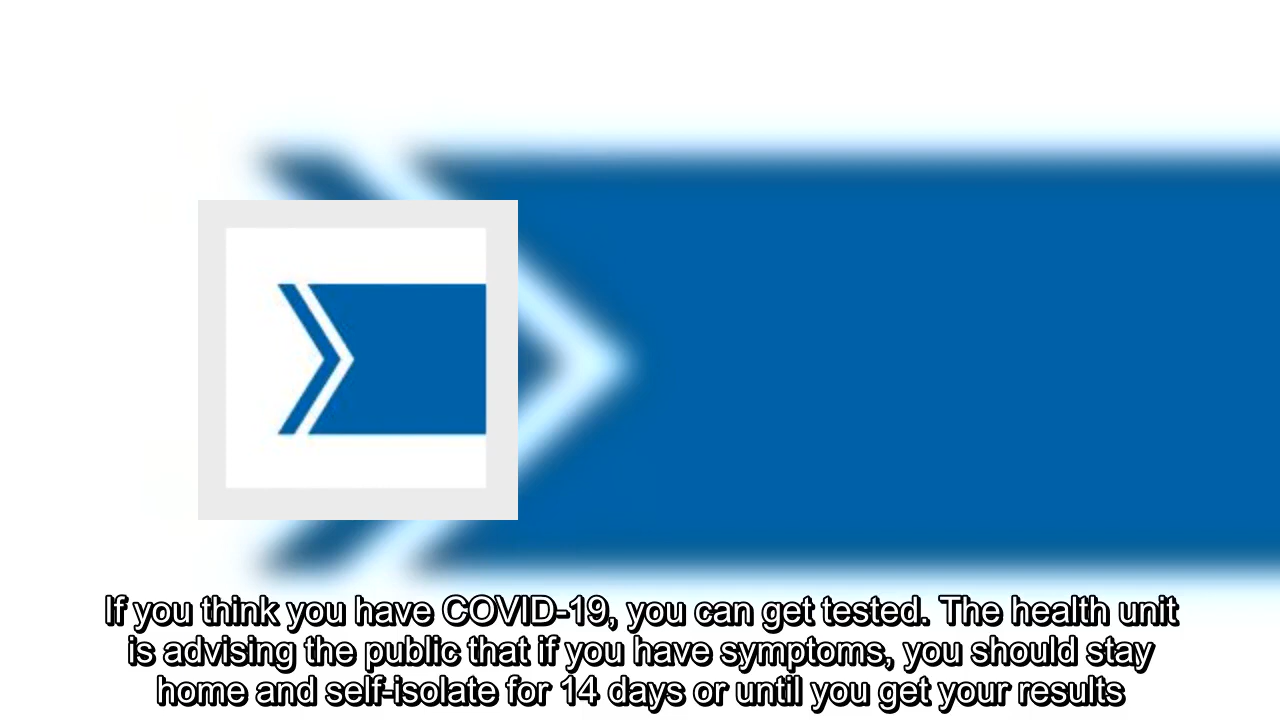 If you think you have COVID-19, you can get tested. The health unit
is advising the public that if you have symptoms, you should stay
home and self-isolate for 14 days or until you get your results